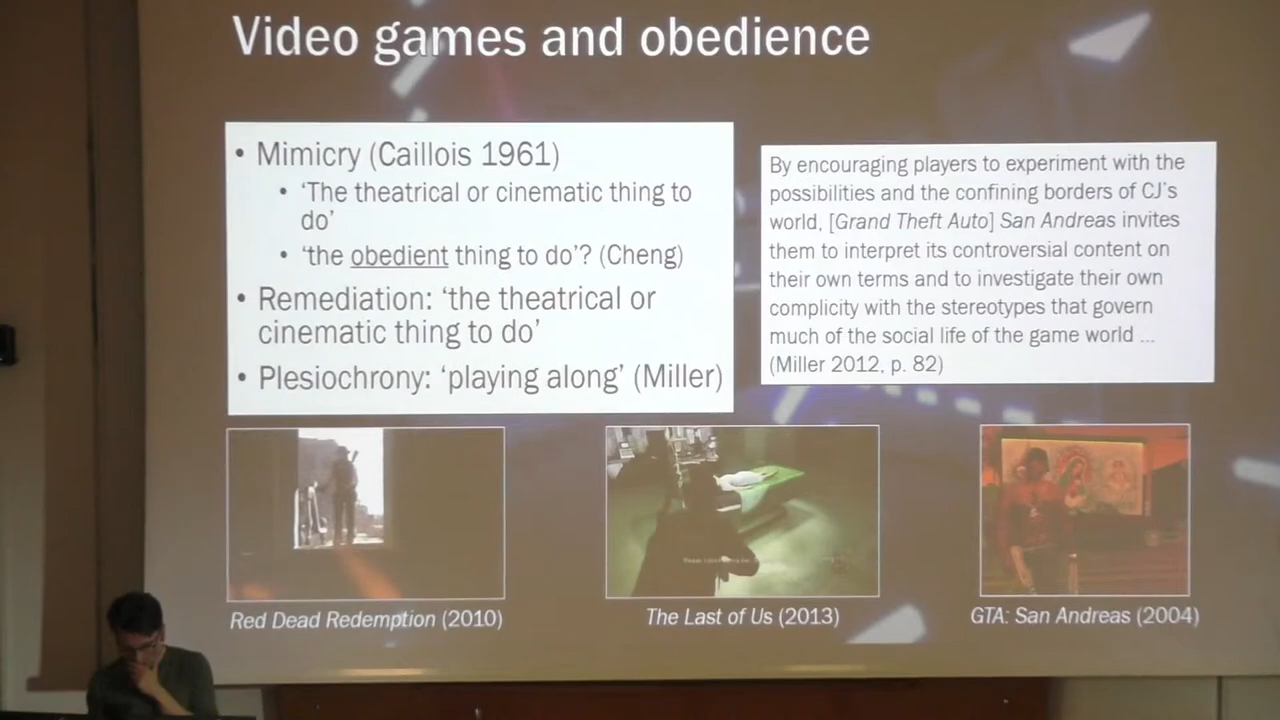 Video games and obedience
• Mimicry (Caillois 1961)
• ‘The theatrical or cinematic thing to
do’
• ‘the obedient thing to do’? (Cheng)
• Remediation: ‘the theatrical or
cinematic thing to do’
• Plesiochrony: ‘playing along’ (Miller)
By encouraging players to experiment with the
possibilities and the confining borders of CJ’s
world, [Grand Theft Auto] San Andreas invites
them to interpret its controversial content on
their own terms and to investigate their own
complicity with the stereotypes that govern
much of the social life of the game world ...
(Miller 2012, p. 82)
Red Dead Redemption (2010)
The Last of Us (2013)
GTA: San Andreas (2004)